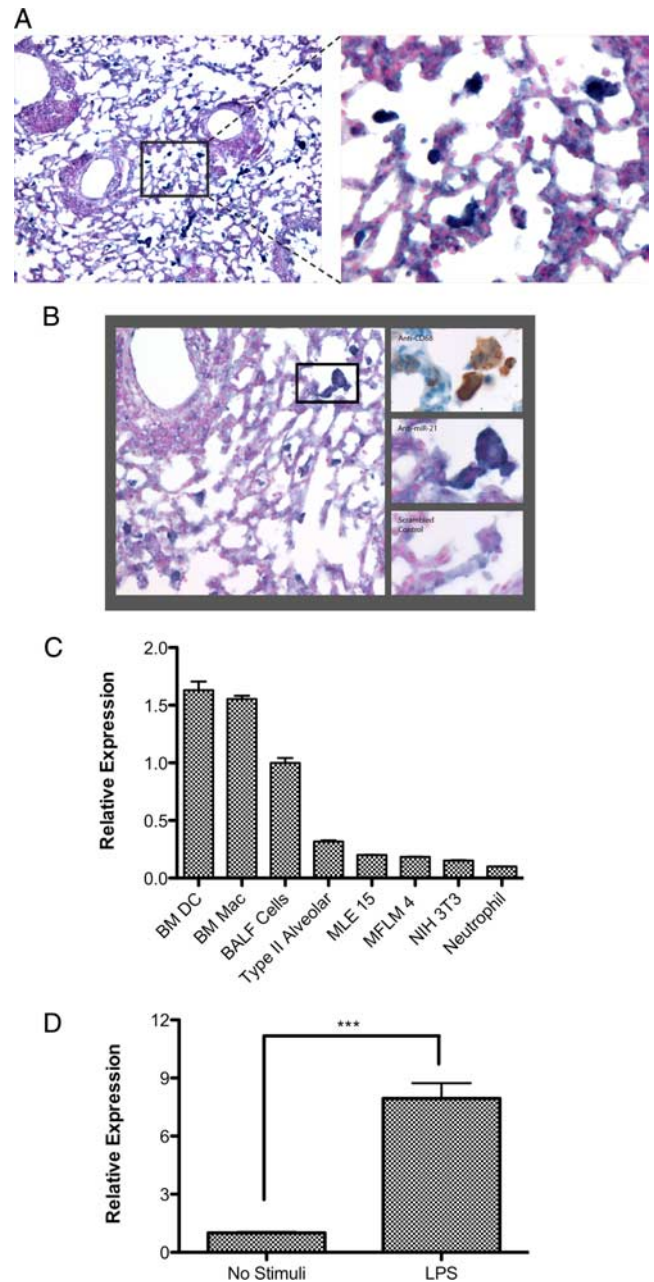 A
B
Anti-CD68
Anti-miR-21
Scrambled
Control
C
Relative Expression
2.0
1.5
1.0
0.5
0.0
BM DC
BM Mac
BALF Cells
Type II Alveolar
MLE 15
MFLM 4
NIH 3T3
Neutrophil
D
Relative Expression
12
9
6
3
0
***
No Stimuli
LPS